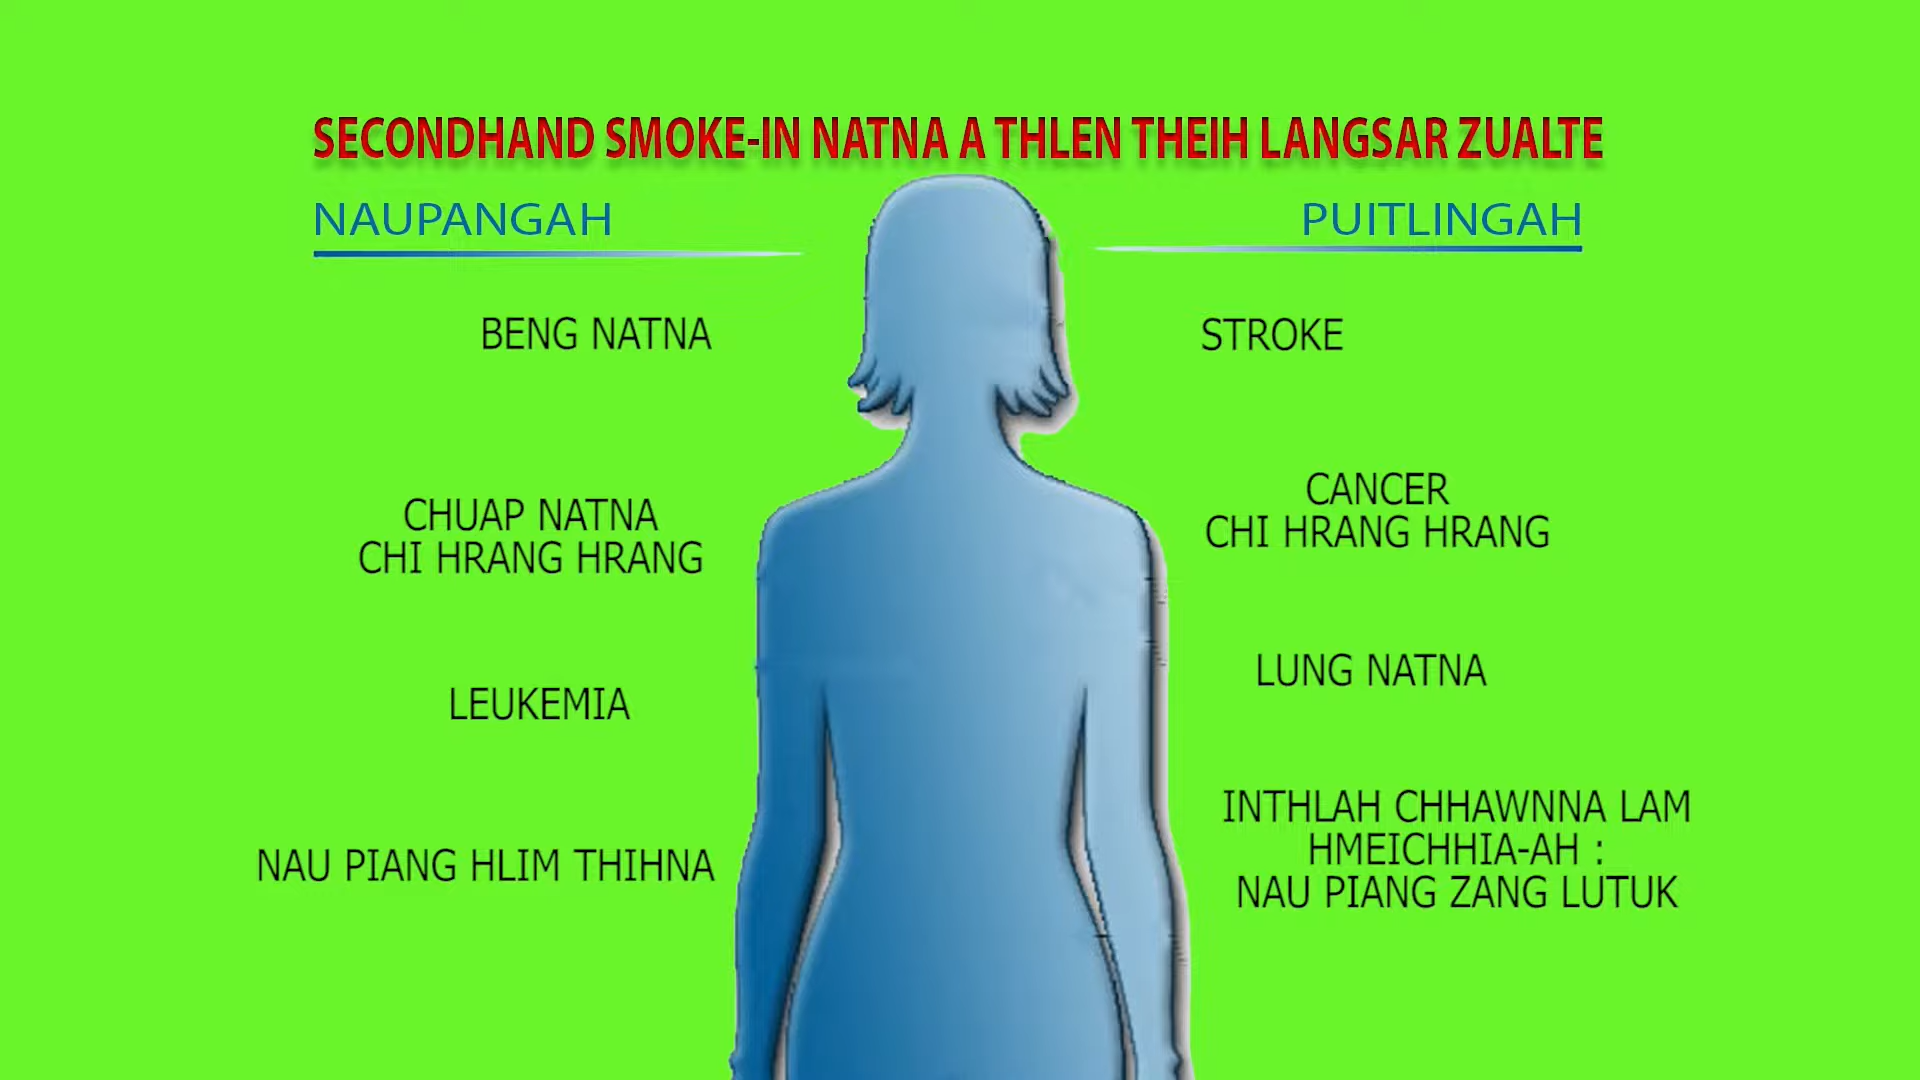 SECONDHAND SMOKE-IN NATNA A THLEN THEIH LANGSAR ZUALTE
NAUPANGAH
BENG NATNA
CHUAP NATNA
CHI HRANG HRANG
LEUKEMIA
NAU PIANG HLIM THIHNA
PUITLINGAH
STROKE
CANCER
CHI HRANG HRANG
LUNG NATNA
INTHLAH CHHAWNNA LAM
HMEICHHIA-AH :
NAU PIANG ZANG LUTUK